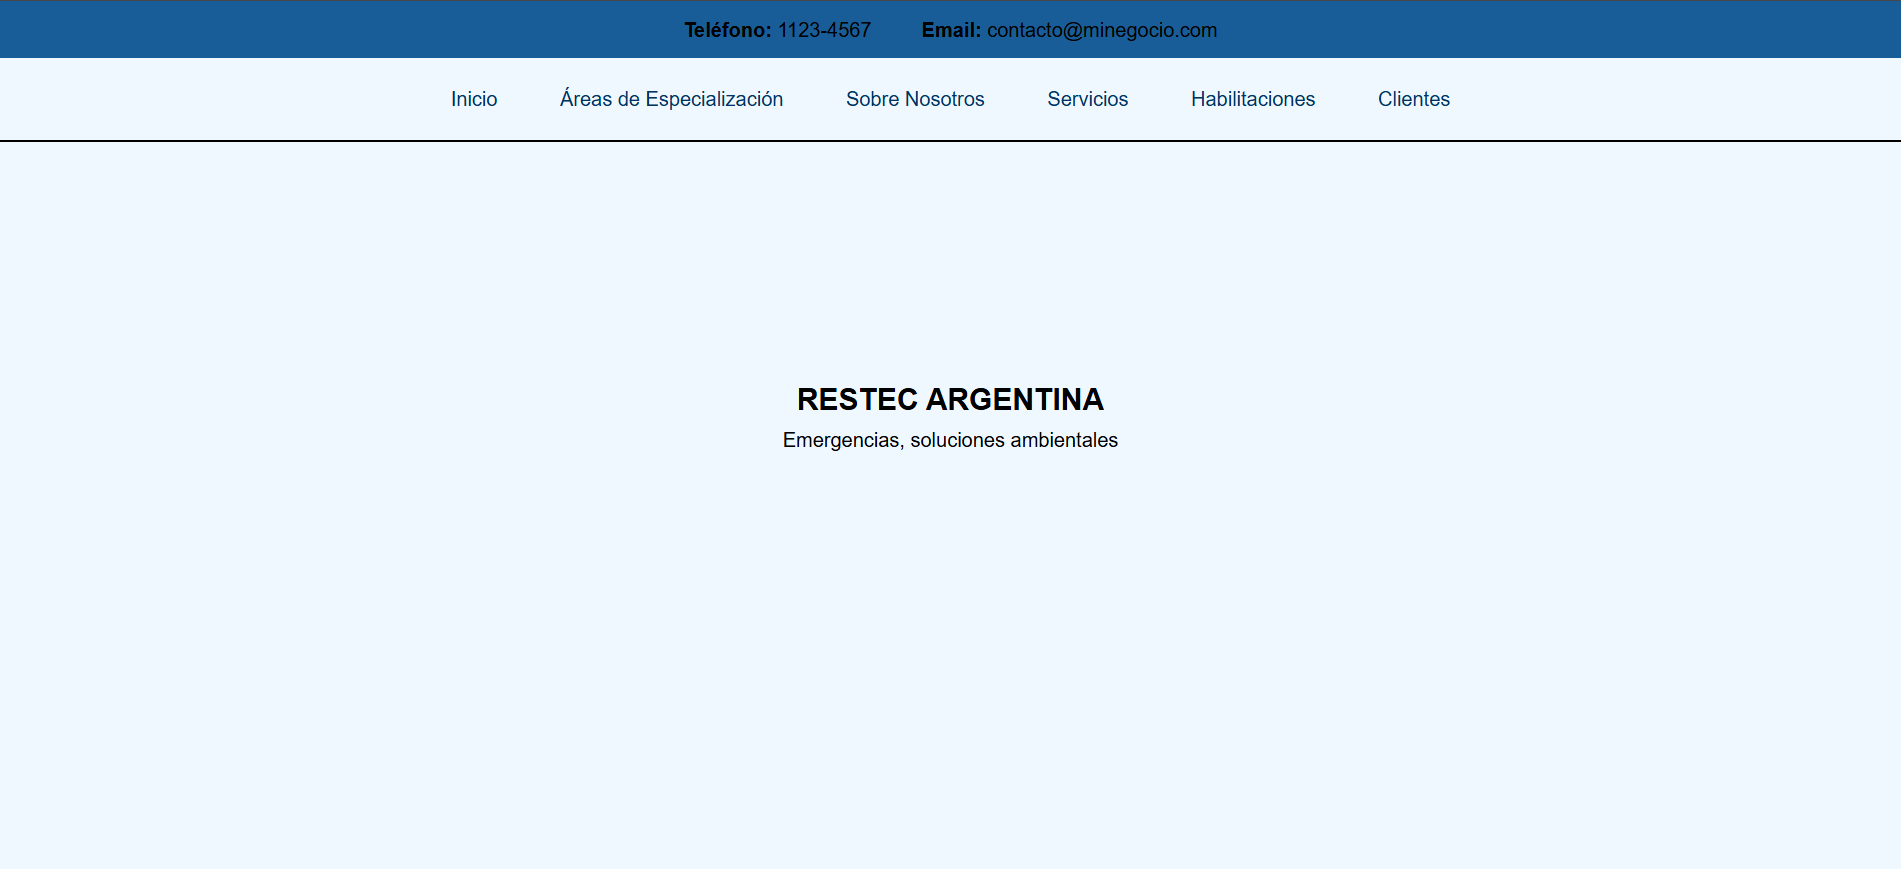 Teléfono: 1123-4567 Email: contacto@minegocio.com
Inicio Áreas de Especialización Sobre Nosotros Servicios Habilitaciones Clientes
RESTEC ARGENTINA
Emergencias, soluciones ambientales